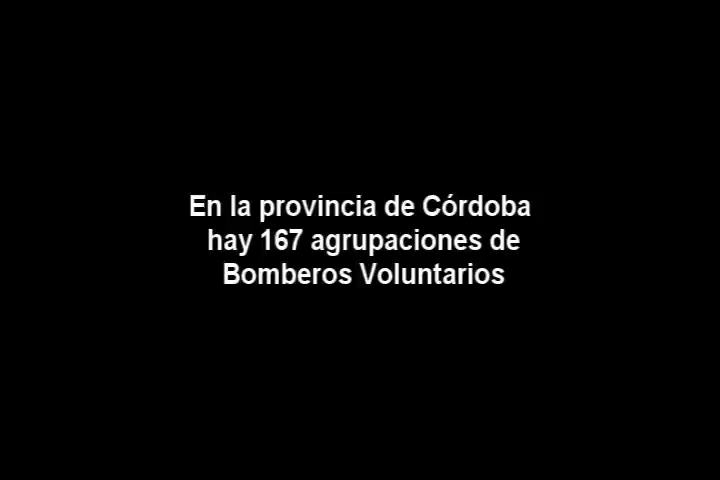 En la provincia de Córdoba
hay 167 agrupaciones de
Bomberos Voluntarios